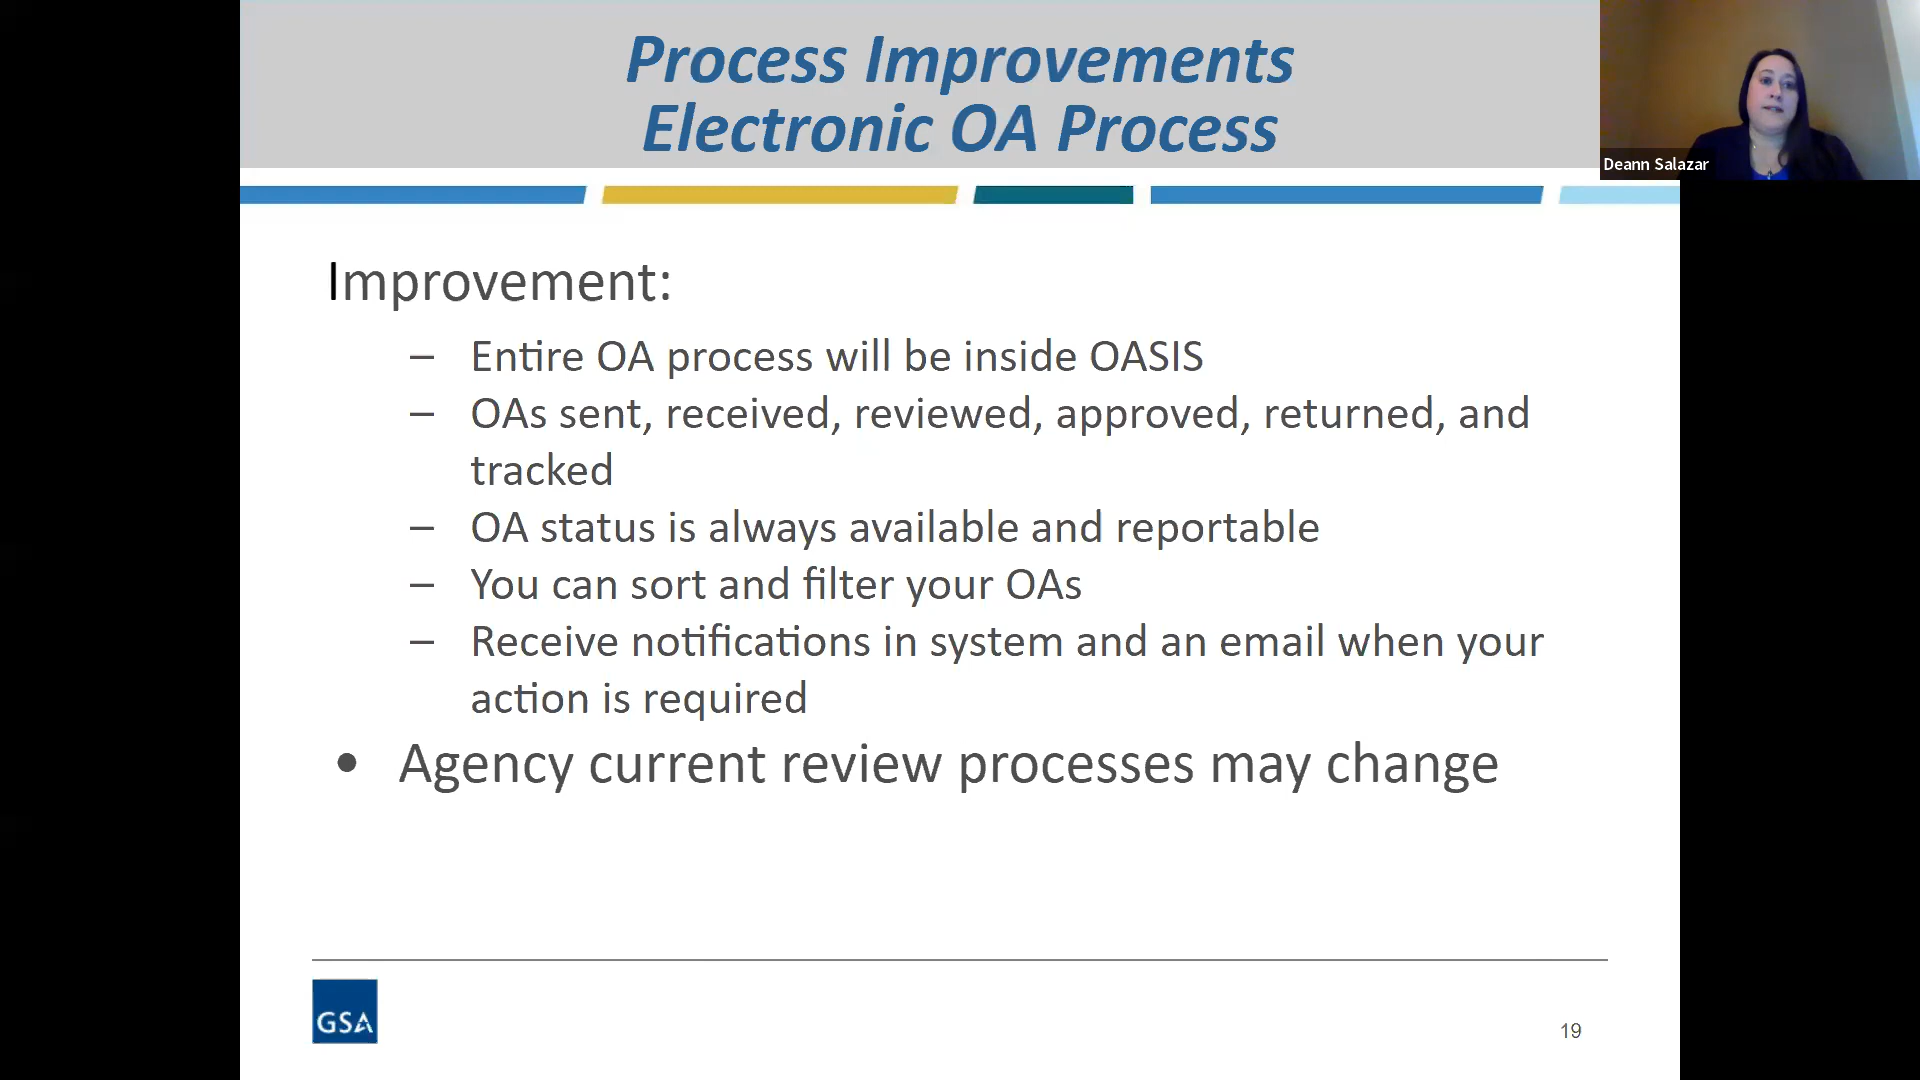 Process Improvements
Electronic OA Process
Deann Salazar
Improvement:
– Entire OA process will be inside OASIS
– OAs sent, received, reviewed, approved, returned, and
tracked
– OA status is always available and reportable
– You can sort and filter your OAs
– Receive notifications in system and an email when your
action is required
• Agency current review processes may change
GSA
19